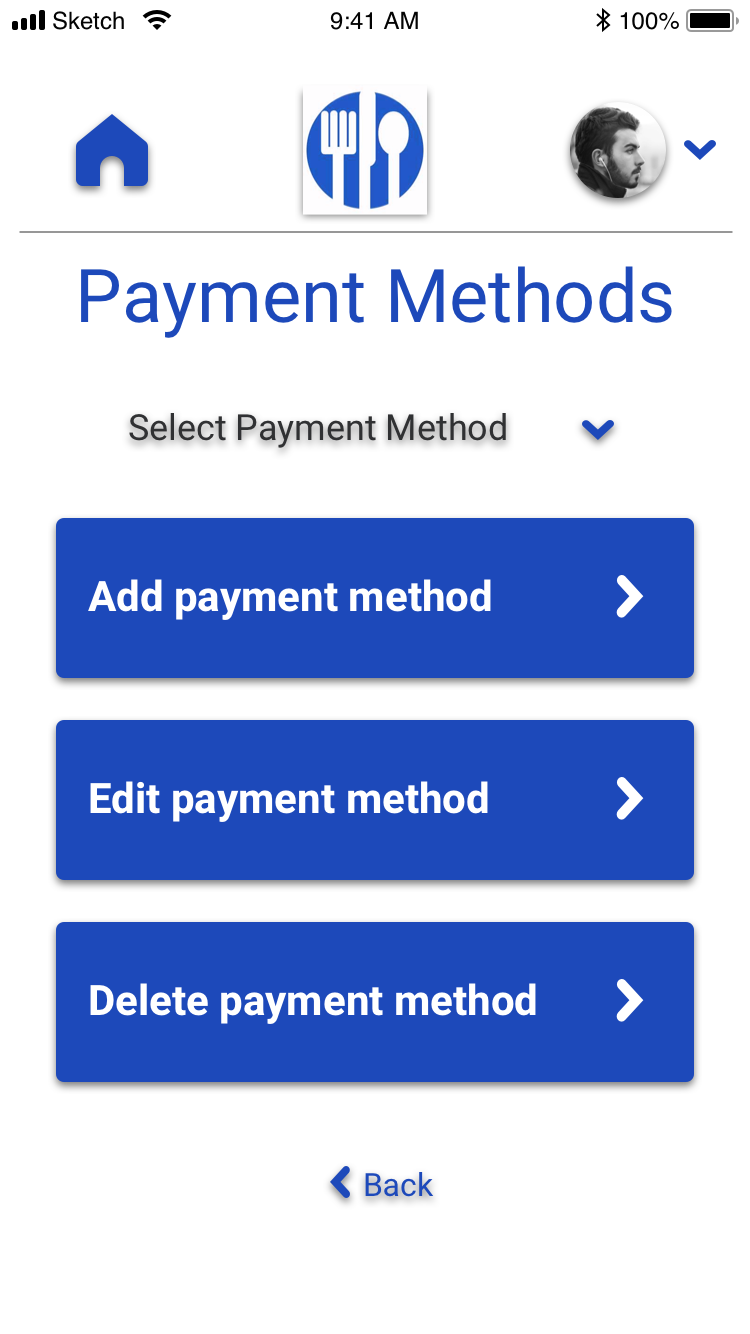 Sketch 9:41 AM 100%
Payment Methods
Select Payment Method
Add payment method
Edit payment method
Delete payment method
Back